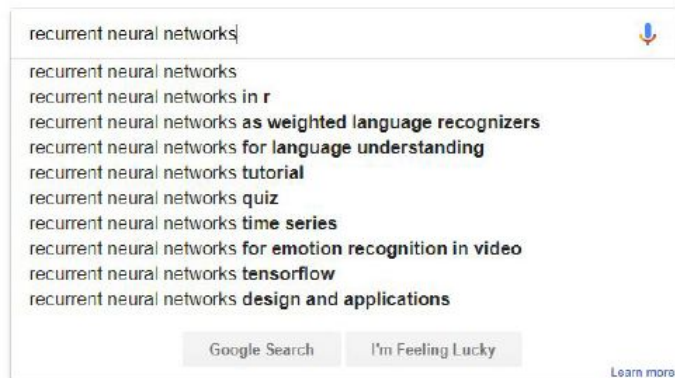 recurrent neural networks
recurrent neural networks
recurrent neural networks in r
recurrent neural networks as weighted language recognizers
recurrent neural networks for language understanding
recurrent neural networks tutorial
recurrent neural networks quiz
recurrent neural networks time series
recurrent neural networks for emotion recognition in video
recurrent neural networks tensorflow
recurrent neural networks design and applications
Google Search I'm Feeling Lucky
Learn more